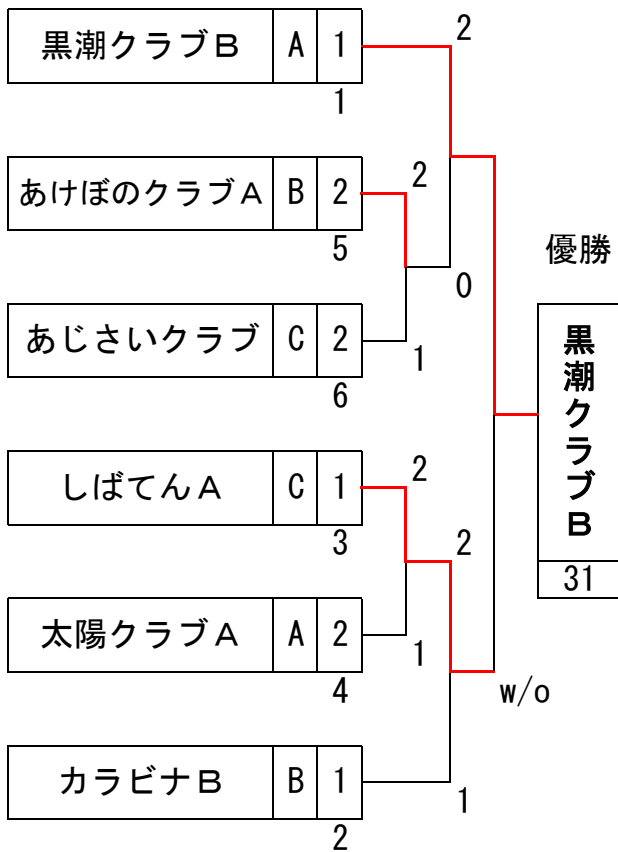 黒潮クラブB A 1
1
2
あけぼのクラブA B 2
5
2
0
あじさいクラブ C 2
6
1
しばてんA C 1
3
2
2
太陽クラブA A 2
4
1
w/o
カラビナB B 1
2
1
優勝
黒潮クラブB
31